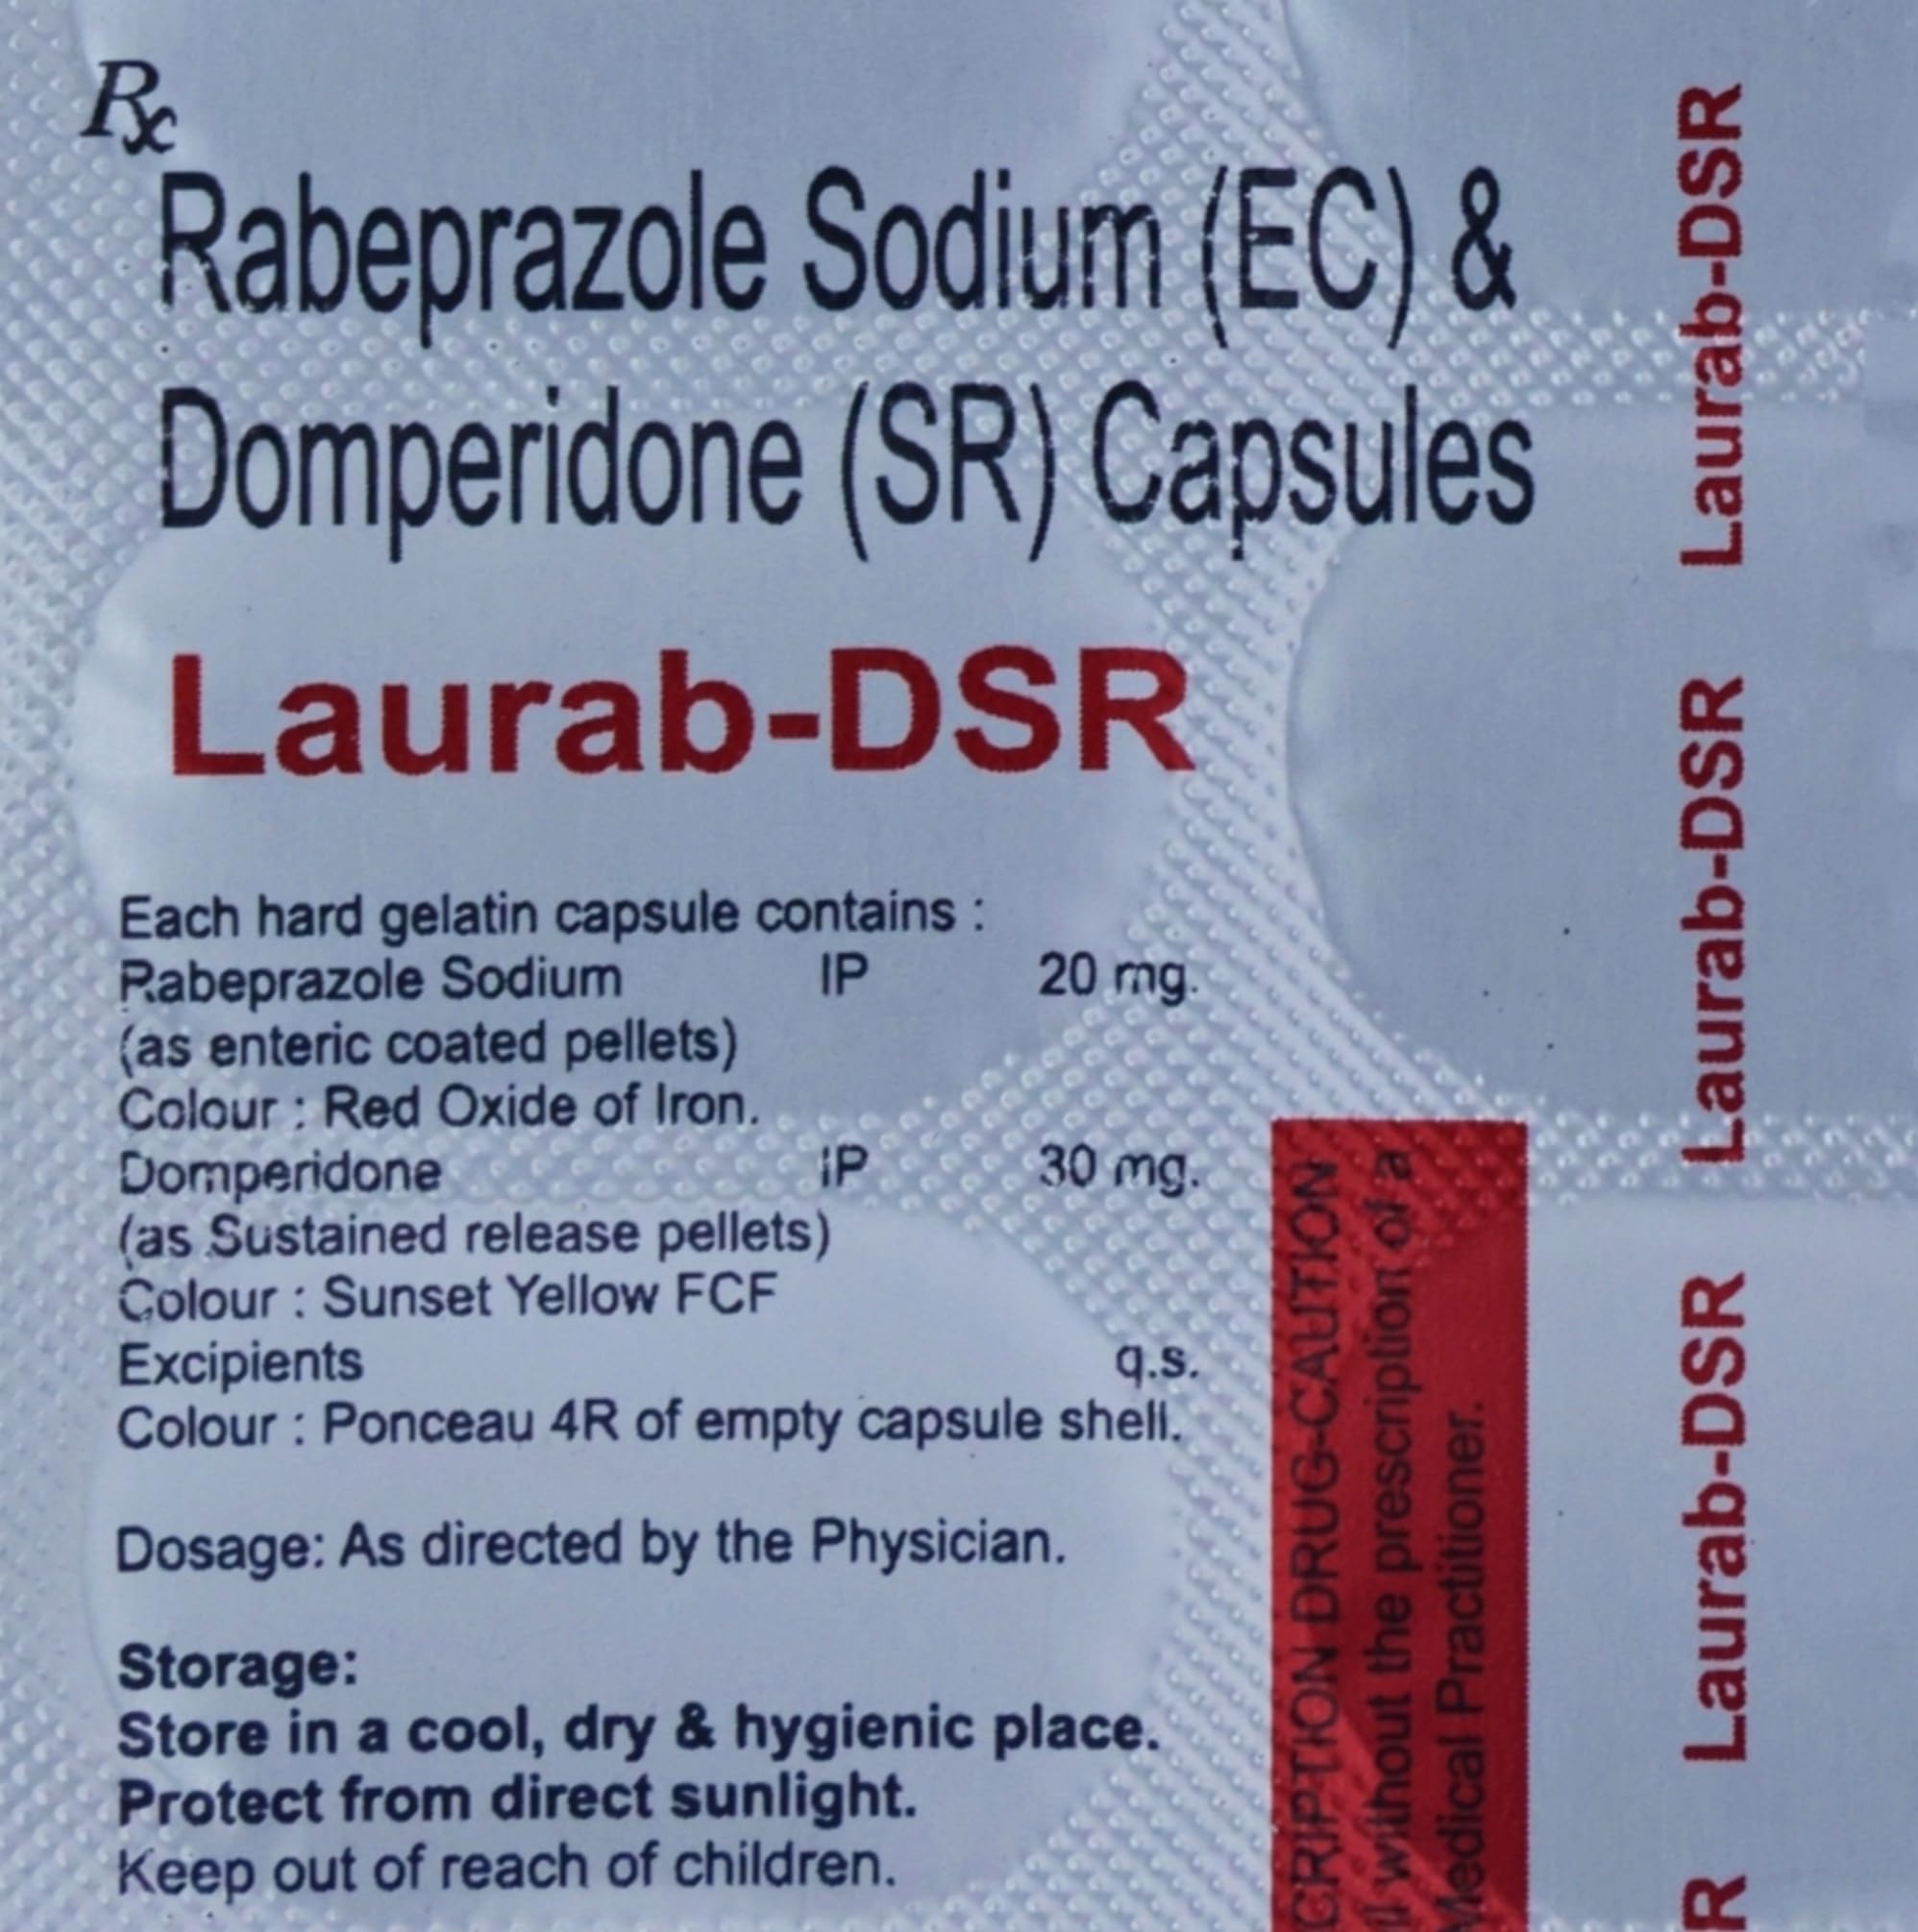 Rx
Rabeprazole Sodium (EC) &
Domperidone (SR) Capsules
Laurab-DSR
Each hard gelatin capsule contains :
Rabeprazole Sodium IP 20 mg.
(as enteric coated pellets)
Colour : Red Oxide of Iron.
Domperidone IP 30 mg.
(as Sustained release pellets)
Colour : Sunset Yellow FCF
Excipients q.s.
Colour : Ponceau 4R of empty capsule shell.
Dosage: As directed by the Physician.
Storage:
Store in a cool, dry & hygienic place.
Protect from direct sunlight.
Keep out of reach of children.
CRIPTION DRUG-CAUTION
without the prescription of a
Medical Practitioner.
Laurab-DSR
Laurab-DSR
Laurab-DSR
R